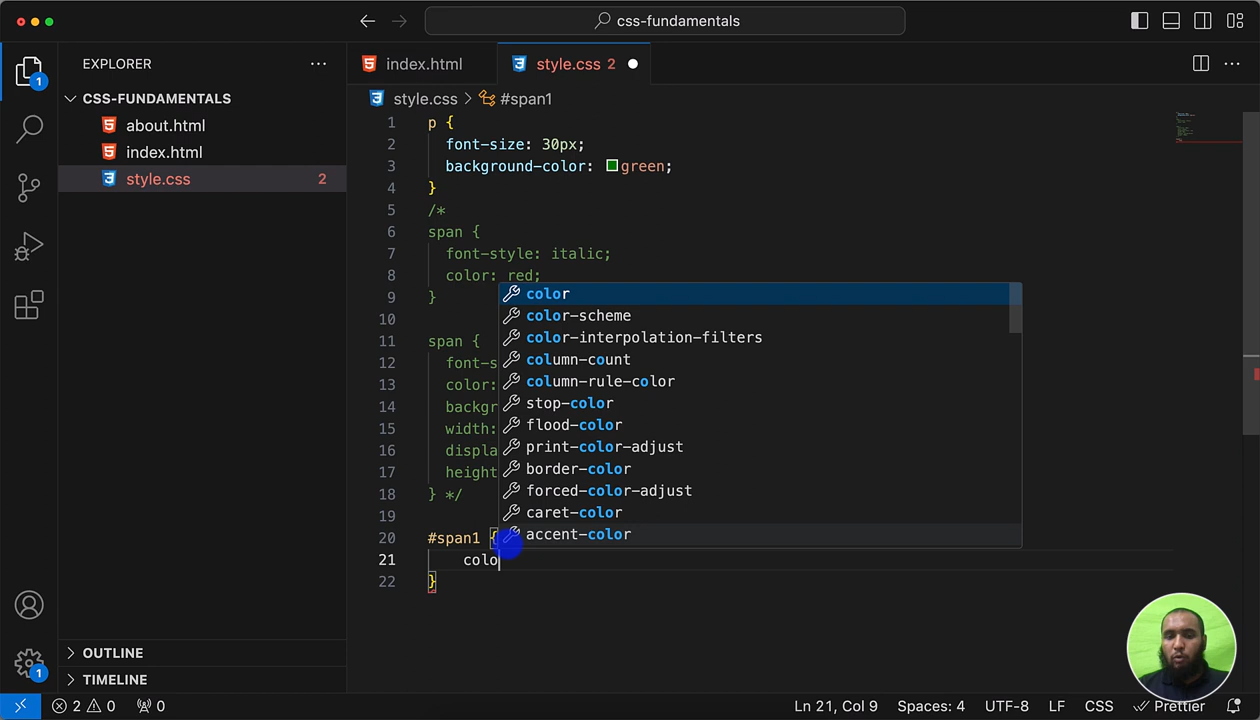 css-fundamentals
1
EXPLORER
index.html
style.css 2
CSS-FUNDAMENTALS
about.html
index.html
style.css 2
style.css > #span1
1 p {
2 font-size: 30px;
3 background-color: green;
4 }
5 /*
6 span {
7 font-style: italic;
8 color: red;
9 }
10
11 span {
12 font-s
13 color:
14 backgr
15 width:
16 displa
17 height
18 } */
19
20 #span1 {
21 colo
22 }
color
color-scheme
color-interpolation-filters
column-count
column-rule-color
stop-color
flood-color
print-color-adjust
border-color
forced-color-adjust
caret-color
accent-color
OUTLINE
TIMELINE
1
2 0 0 Ln 21, Col 9 Spaces: 4 UTF-8 LF CSS Prettier